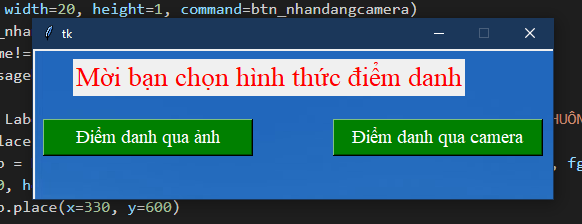 width=20, height=1, command=btn_nhandangcamera)
tk
Mời bạn chọn hình thức điểm danh
Điểm danh qua ảnh
Điểm danh qua camera
.place(x=330, y=600)